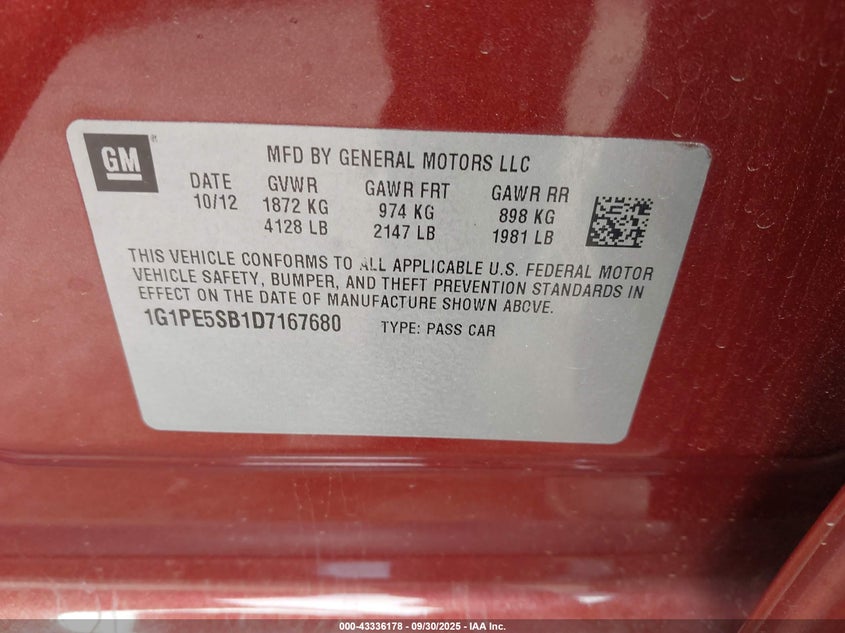 GM
MFD BY GENERAL MOTORS LLC
DATE GVWR GAWR FRT GAWR RR
10/12 1872 KG 974 KG 898 KG
4128 LB 2147 LB 1981 LB
THIS VEHICLE CONFORMS TO ALL APPLICABLE U.S. FEDERAL MOTOR
VEHICLE SAFETY, BUMPER, AND THEFT PREVENTION STANDARDS IN
EFFECT ON THE DATE OF MANUFACTURE SHOWN ABOVE.
1G1PE5SB1D7167680 TYPE: PASS CAR
000-43336178 - 09/30/2025 - IAA Inc.